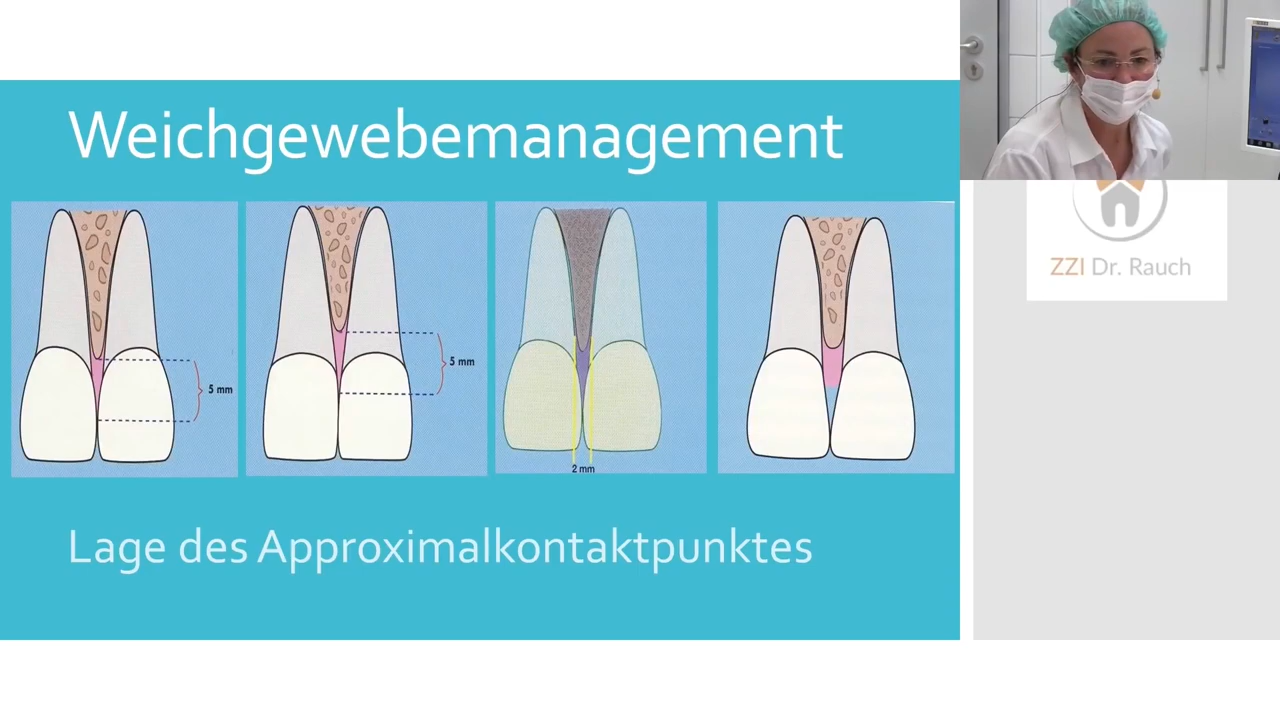 Weichgewebemanagement
5 mm
5 mm
2 mm
Lage des Approximalkontaktpunktes
ZZI Dr. Rauch